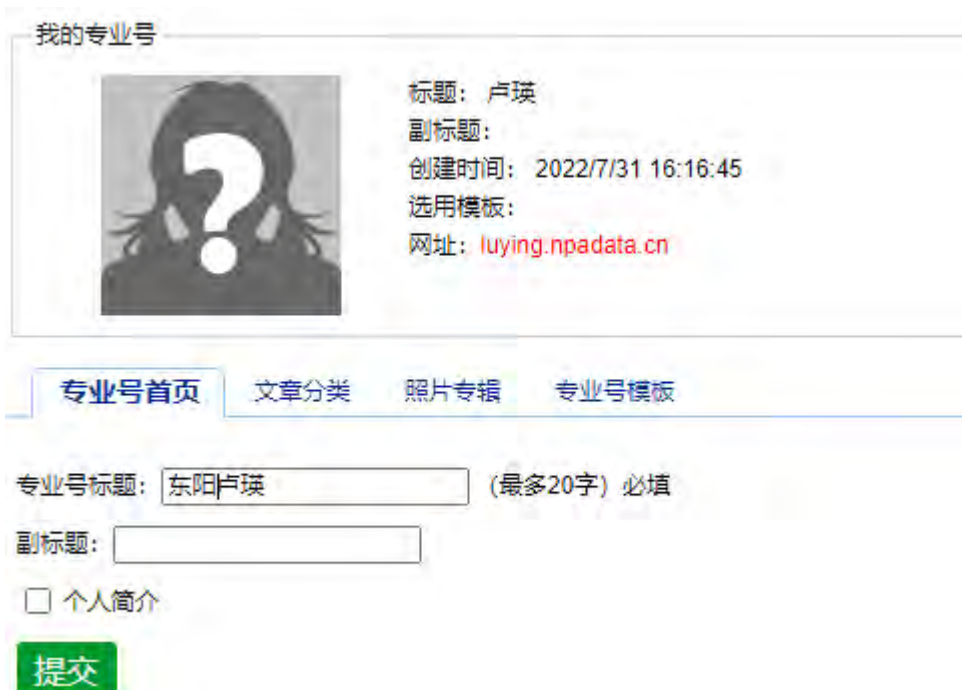 我的专业号
?
标题： 卢瑛
副标题：
创建时间： 2022/7/31 16:16:45
选用模板：
网址：luying.npadata.cn
专业号首页 文章分类 照片专辑 专业号模板
专业号标题：东阳卢瑛 （最多20字）必填
副标题：
个人简介
提交